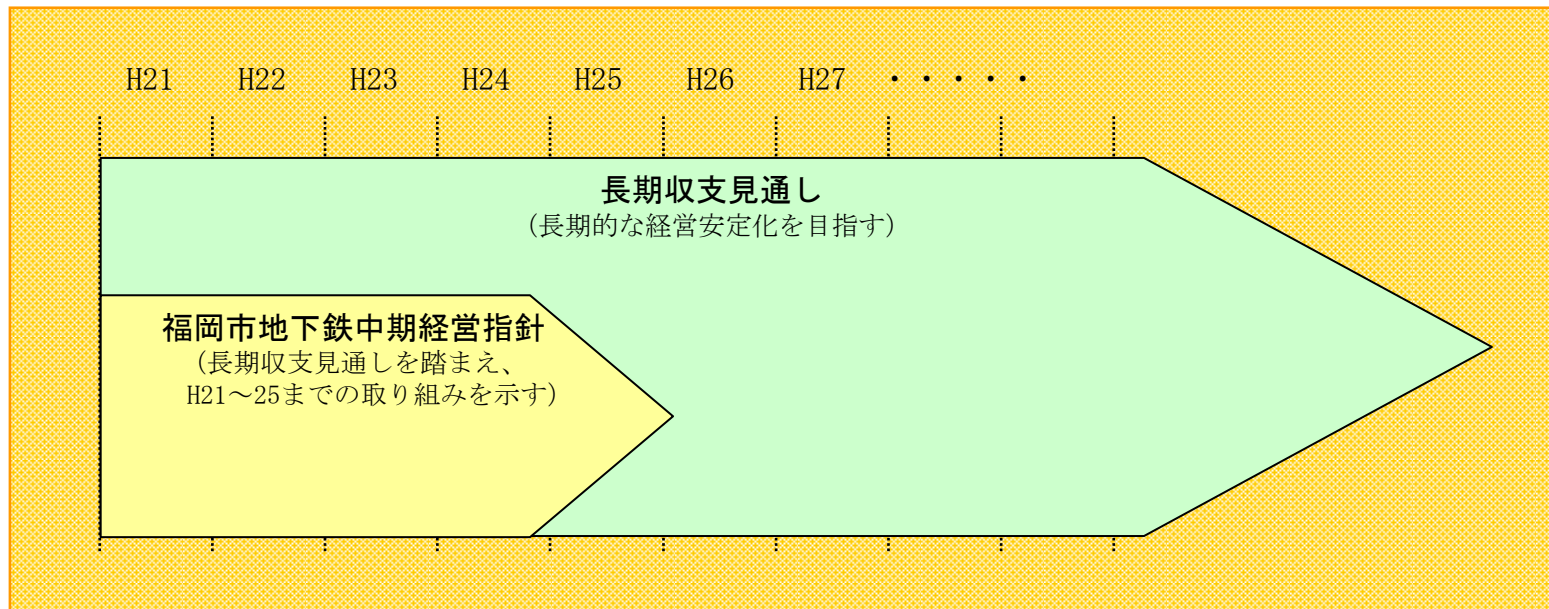 H21 H22 H23 H24 H25 H26 H27 ・・・・・
長期収支見通し
(長期的な経営安定化を目指す)
福岡市地下鉄中期経営指針
(長期収支見通しを踏まえ、
H21～25までの取り組みを示す)